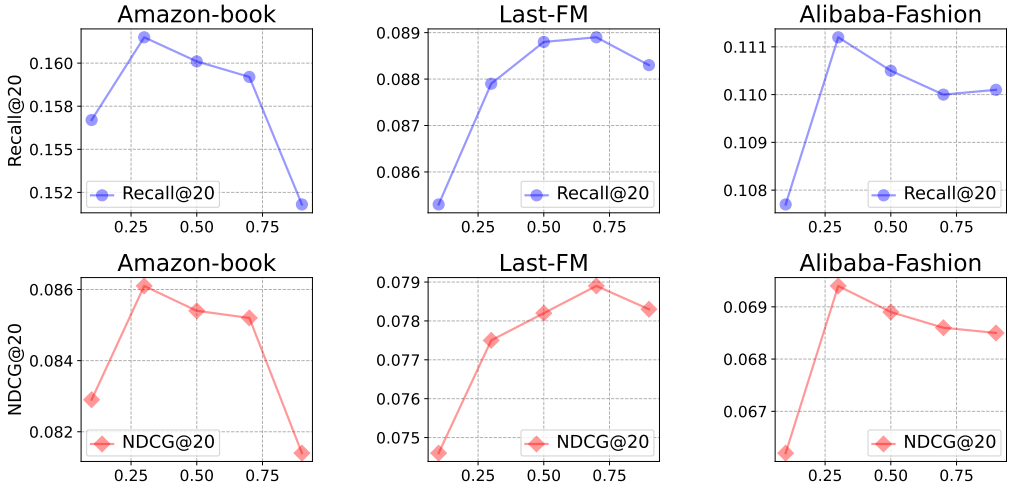 Amazon-book
Last-FM
Alibaba-Fashion
Recall@20
0.160
0.158
0.155
0.152
Recall@20
0.25 0.50 0.75
0.089
0.088
0.087
0.086
Recall@20
0.25 0.50 0.75
0.111
0.110
0.109
0.108
Recall@20
0.25 0.50 0.75
Amazon-book
Last-FM
Alibaba-Fashion
NDCG@20
0.086
0.084
0.082
NDCG@20
0.25 0.50 0.75
0.079
0.078
0.077
0.076
0.075
NDCG@20
0.25 0.50 0.75
0.069
0.068
0.067
NDCG@20
0.25 0.50 0.75